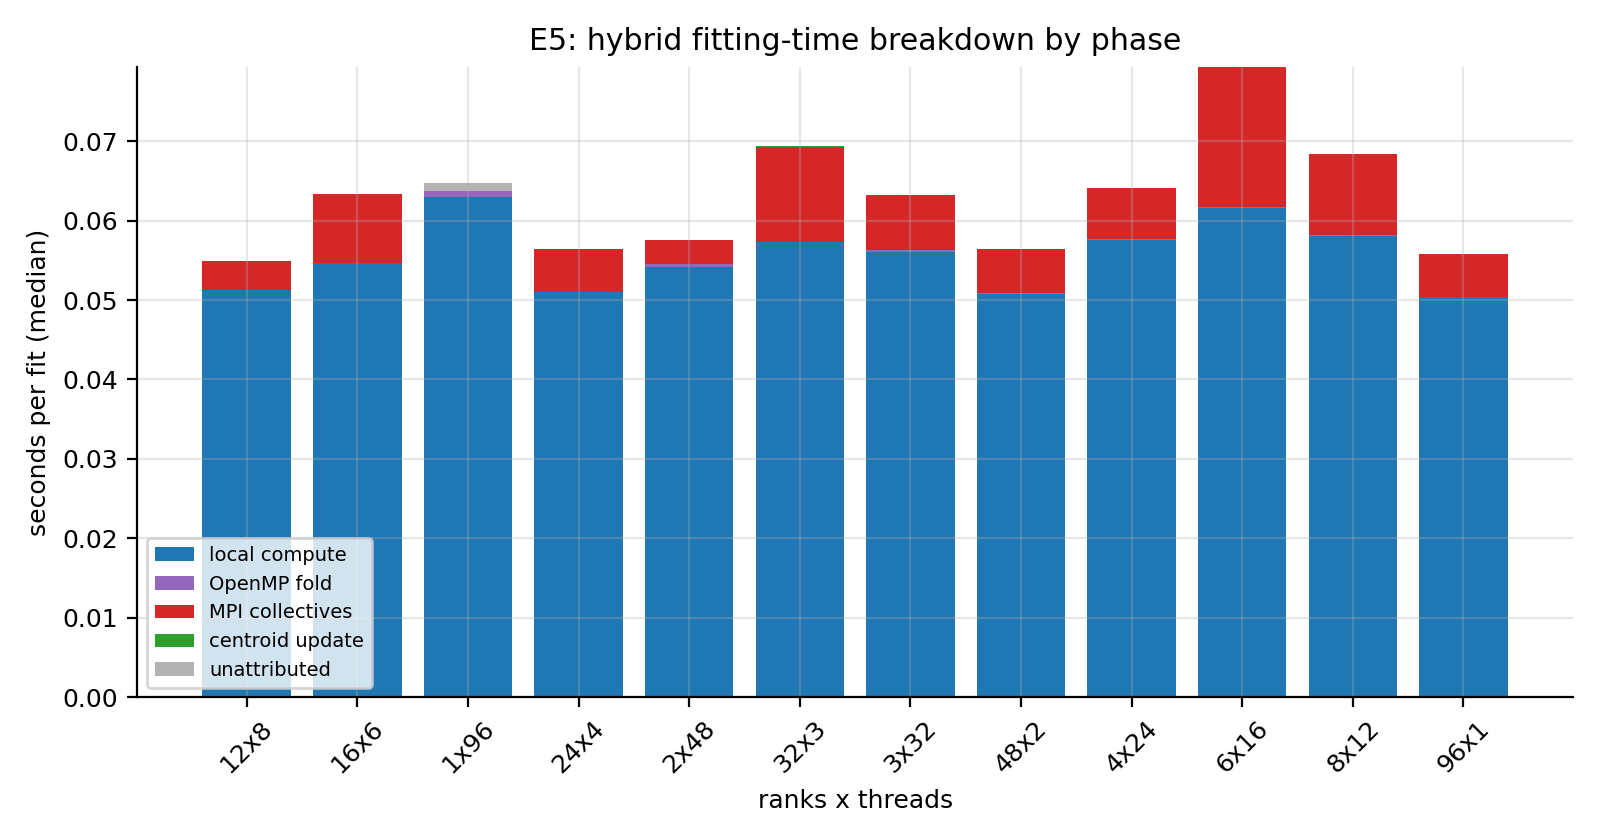 E5: hybrid fitting-time breakdown by phase
seconds per fit (median)
0.07
0.06
0.05
0.04
0.03
0.02
0.01
0.00
local compute
OpenMP fold
MPI collectives
centroid update
unattributed
12x8
16x6
1x96
24x4
2x48
32x3
3x32
48x2
4x24
6x16
8x12
96x1
ranks x threads